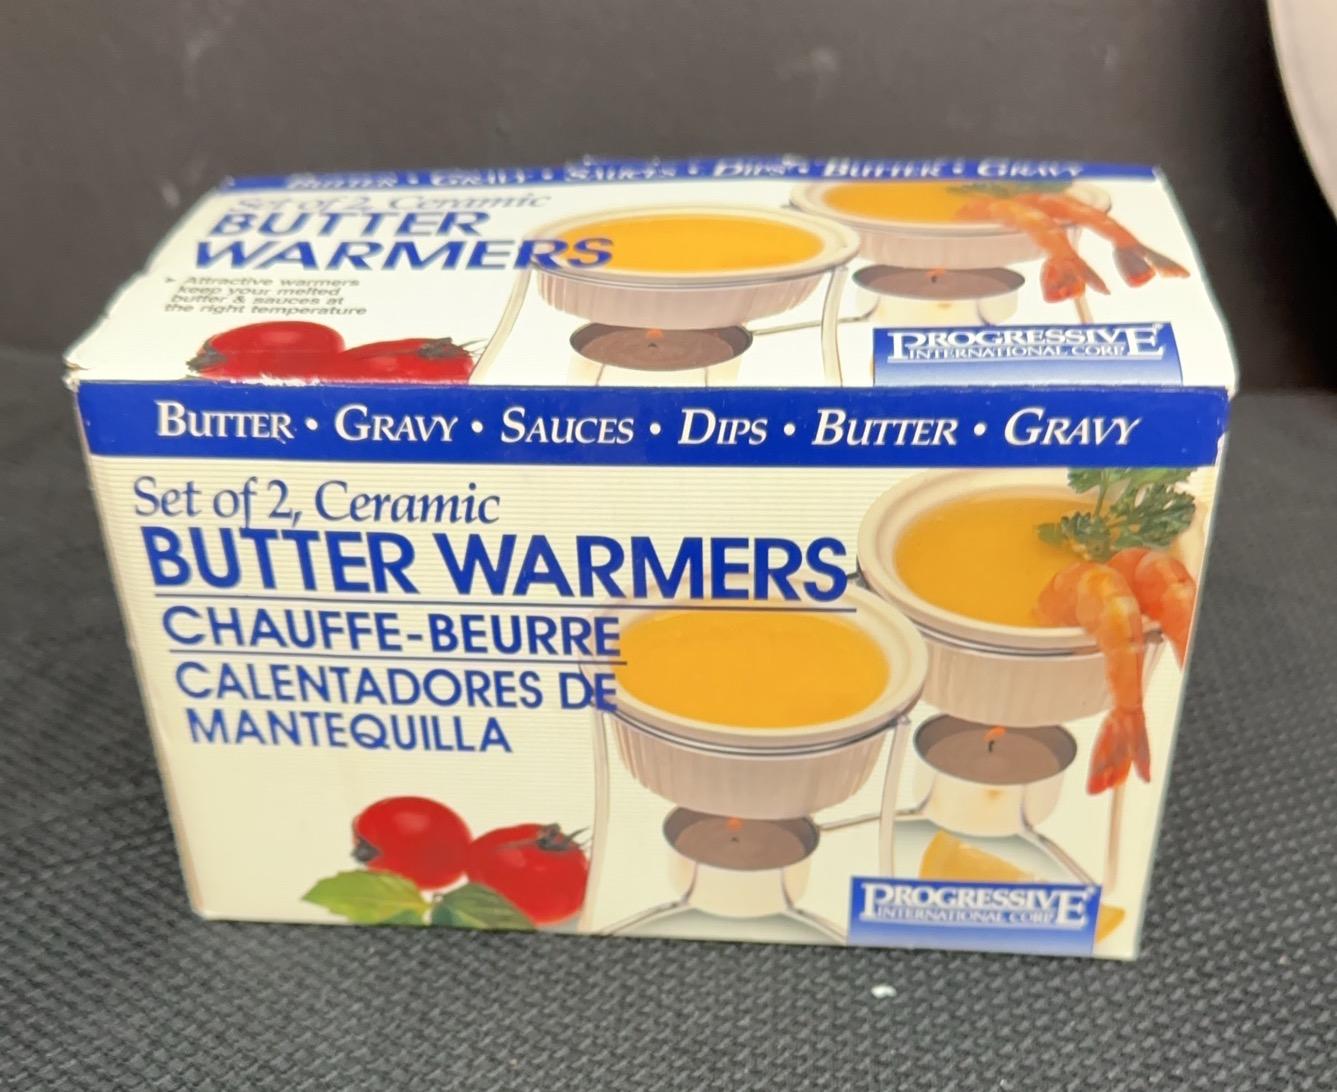 BUTTER • GRAVY • SAUCES • DIPS • BUTTER • GRAVY
Set of 2, Ceramic
BUTTER
WARMERS
➤ Attractive warmers
keep your melted
butter & sauces at
the right temperature
PROGRESSIVE®
INTERNATIONAL CORP.
BUTTER • GRAVY • SAUCES • DIPS • BUTTER • GRAVY
Set of 2, Ceramic
BUTTER WARMERS
CHAUFFE-BEURRE
CALENTADORES DE
MANTEQUILLA
PROGRESSIVE®
INTERNATIONAL CORP.